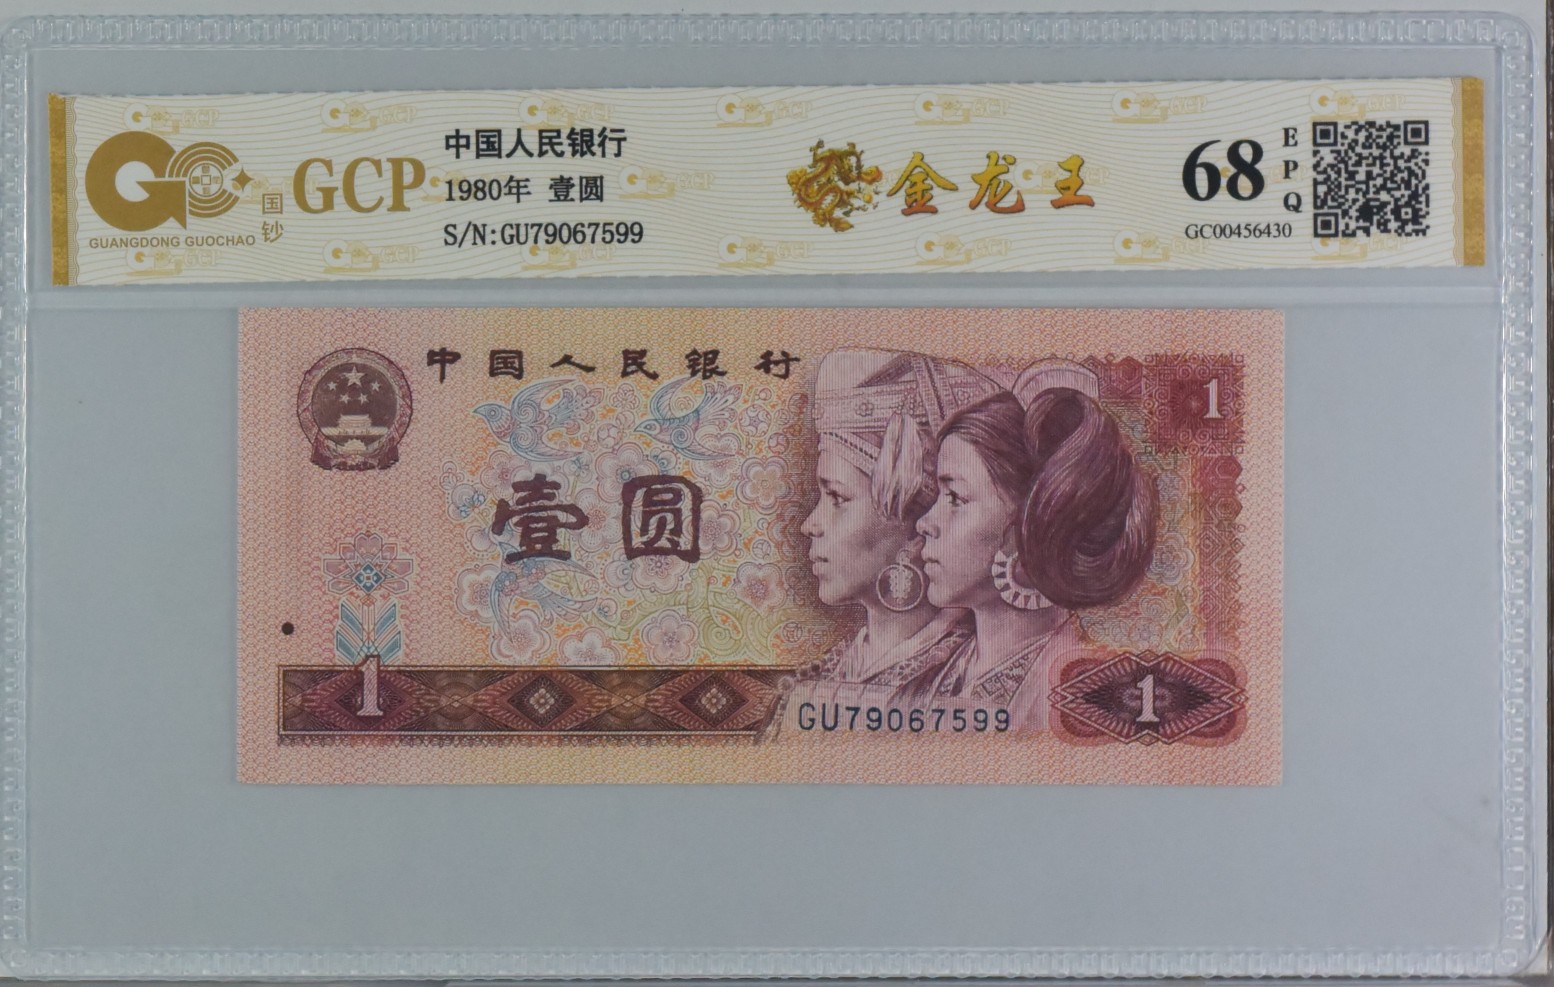 GCP
国钞
GUANGDONG GUOCHAO
中国人民银行
1980年 壹圆
S/N:GU79067599
金龙王
68
EPQ
GC00456430
中国人民银行
1
壹圆
1
GU79067599
1